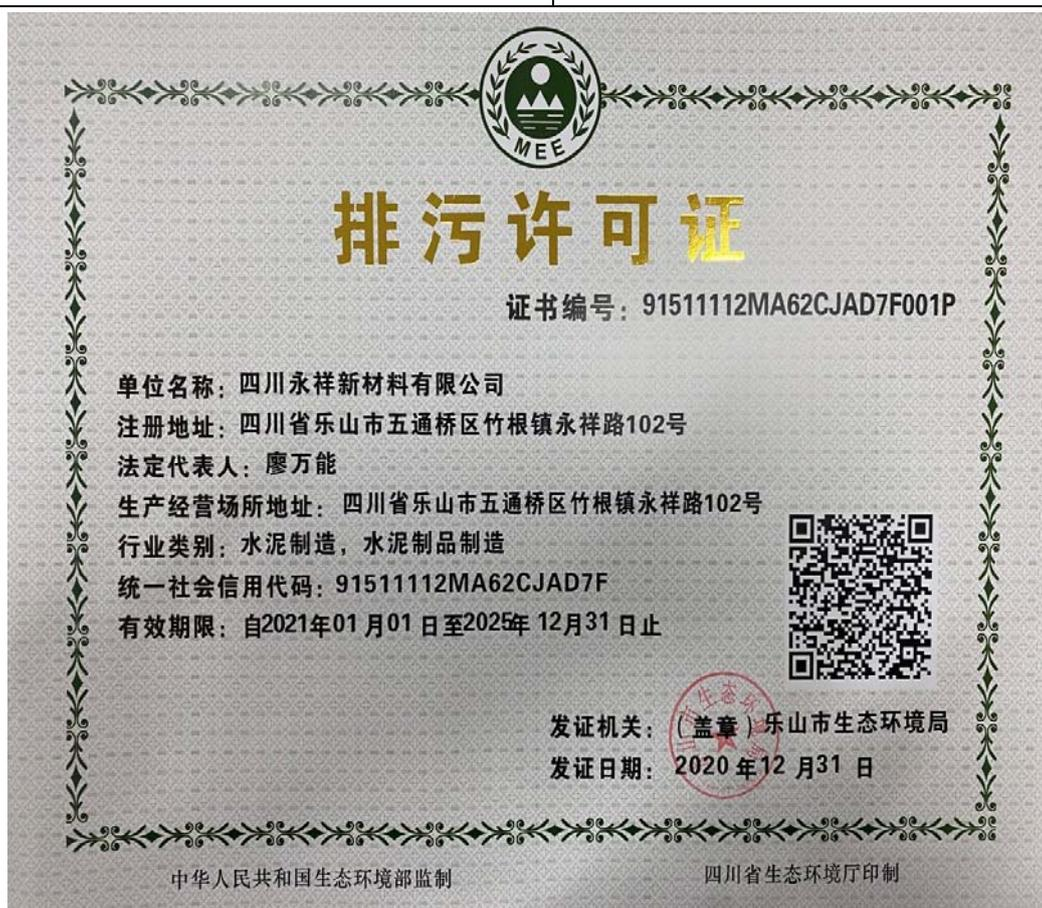 MEE
排污许可证
证书编号：91511112MA62CJAD7F001P
单位名称：四川永祥新材料有限公司
注册地址：四川省乐山市五通桥区竹根镇永祥路102号
法定代表人：廖万能
生产经营场所地址：四川省乐山市五通桥区竹根镇永祥路102号
行业类别：水泥制造，水泥制品制造
统一社会信用代码：91511112MA62CJAD7F
有效期限：自2021年01月01日至2025年12月31日止
发证机关：（盖章）乐山市生态环境局
发证日期：2020年12月31日
中华人民共和国生态环境部监制
四川省生态环境厅印制